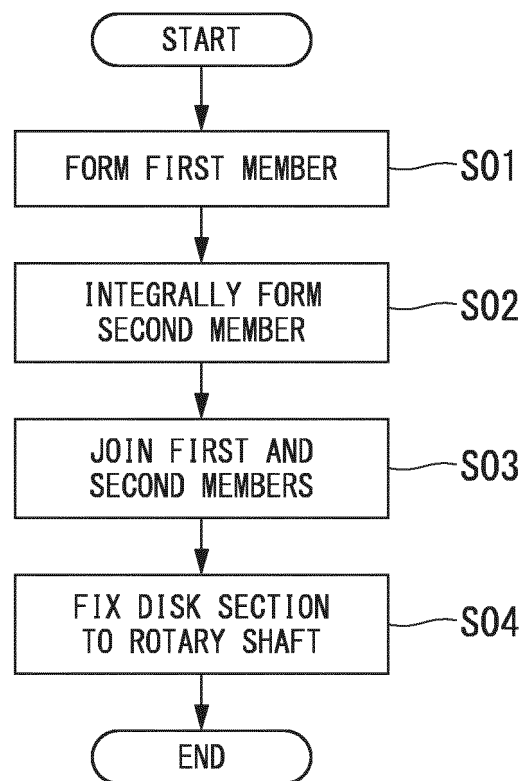 START
FORM FIRST MEMBER
S01
INTEGRALLY FORM
SECOND MEMBER
S02
JOIN FIRST AND
SECOND MEMBERS
S03
FIX DISK SECTION
TO ROTARY SHAFT
S04
END